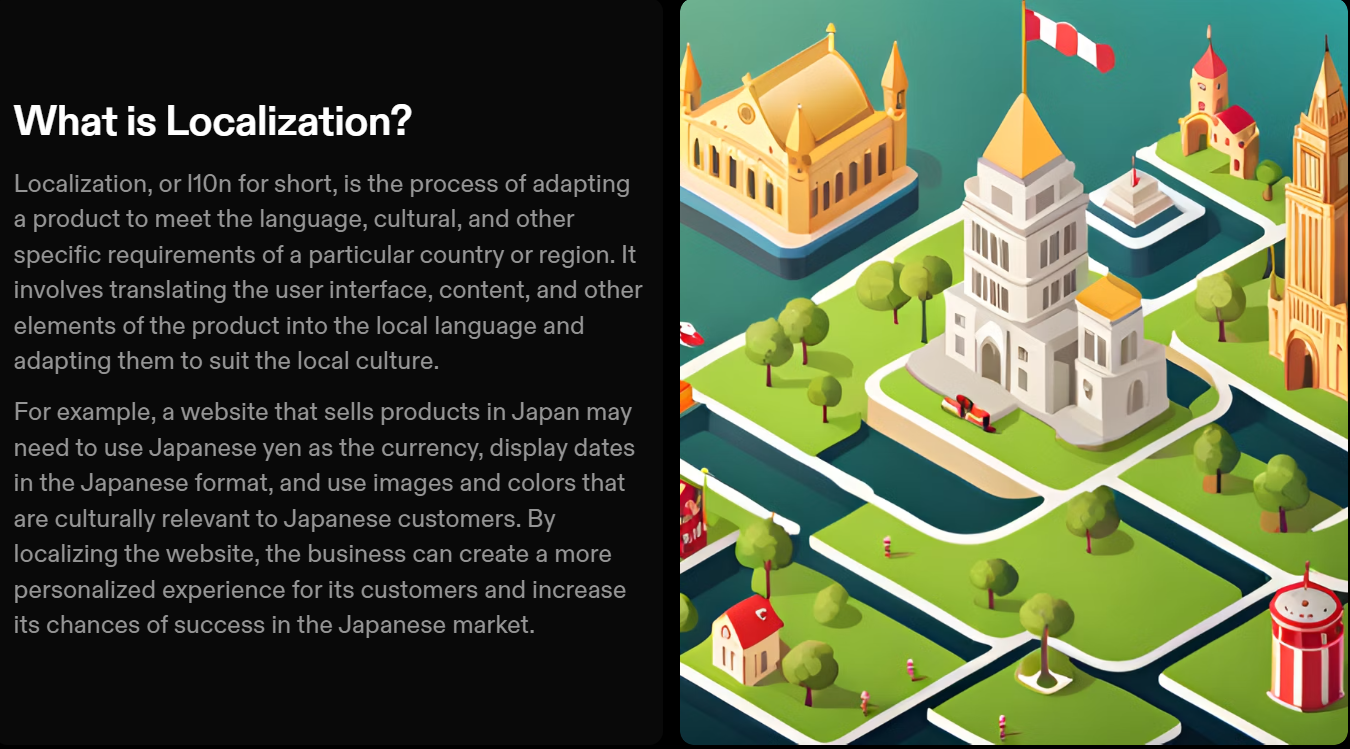 What is Localization?
Localization, or l10n for short, is the process of adapting
a product to meet the language, cultural, and other
specific requirements of a particular country or region. It
involves translating the user interface, content, and other
elements of the product into the local language and
adapting them to suit the local culture.
For example, a website that sells products in Japan may
need to use Japanese yen as the currency, display dates
in the Japanese format, and use images and colors that
are culturally relevant to Japanese customers. By
localizing the website, the business can create a more
personalized experience for its customers and increase
its chances of success in the Japanese market.